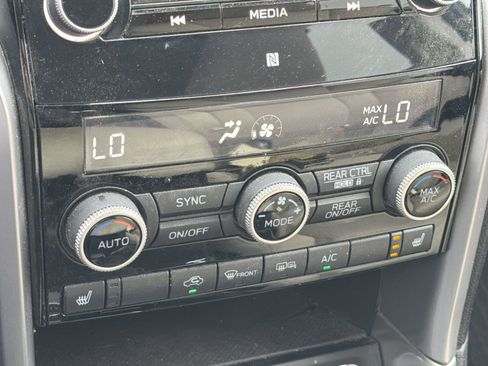 MEDIA
LO
MAX
A/C LO
SYNC
REAR CTRL
HOLD
ON/OFF
AUTO
MODE
REAR
ON/OFF
MAX
A/C
FRONT
A/C